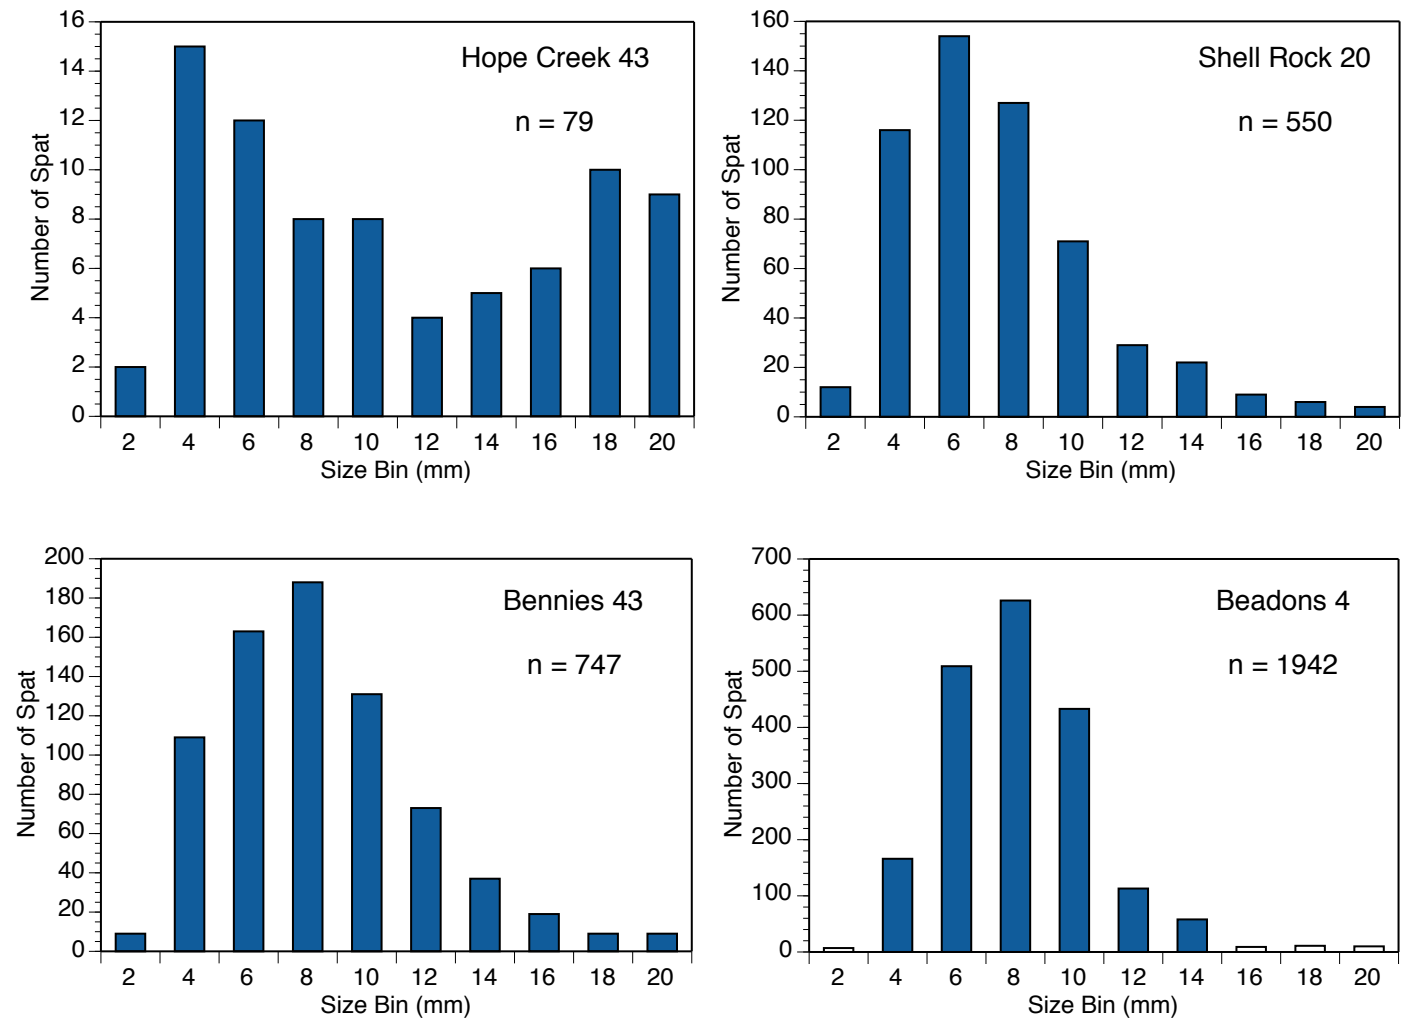 Hope Creek 43
n = 79
Number of Spat
16
14
12
10
8
6
4
2
0
2 4 6 8 10 12 14 16 18 20
Size Bin (mm)
Shell Rock 20
n = 550
Number of Spat
160
140
120
100
80
60
40
20
0
2 4 6 8 10 12 14 16 18 20
Size Bin (mm)
Bennies 43
n = 747
Number of Spat
200
180
160
140
120
100
80
60
40
20
0
2 4 6 8 10 12 14 16 18 20
Size Bin (mm)
Beadons 4
n = 1942
Number of Spat
700
600
500
400
300
200
100
0
2 4 6 8 10 12 14 16 18 20
Size Bin (mm)